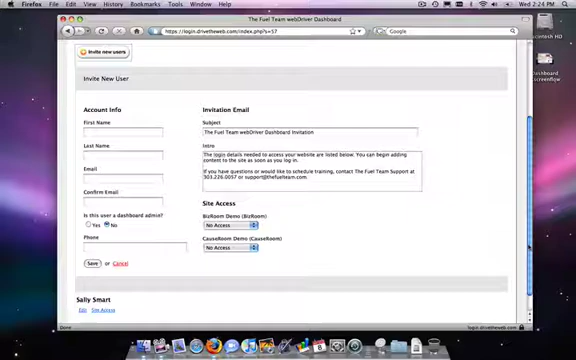 Firefox File Edit View History Bookmarks Tools Window Help
Wed 2:24 PM
The Fuel Team webDriver Dashboard
https://login.drivetheweb.com/index.php?s=57
Google
Macintosh HD
Dashboard
screenflow
Invite new users
Invite New User
Account Info
First Name
Last Name
Email
Confirm Email
Is this user a dashboard admin?
Yes No
Phone
Save or Cancel
Invitation Email
Subject
The Fuel Team webDriver Dashboard Invitation
Intro
The login details needed to access your website are listed below. You can begin adding
content to the site as soon as you log in.
If you have questions or would like to schedule training, contact The Fuel Team Support at
303.226.0057 or support@thefuelteam.com.
Site Access
BizRoom Demo (BizRoom)
No Access
CauseRoom Demo (CauseRoom)
No Access
Sally Smart
Edit Site Access
Done
login.drivetheweb.com